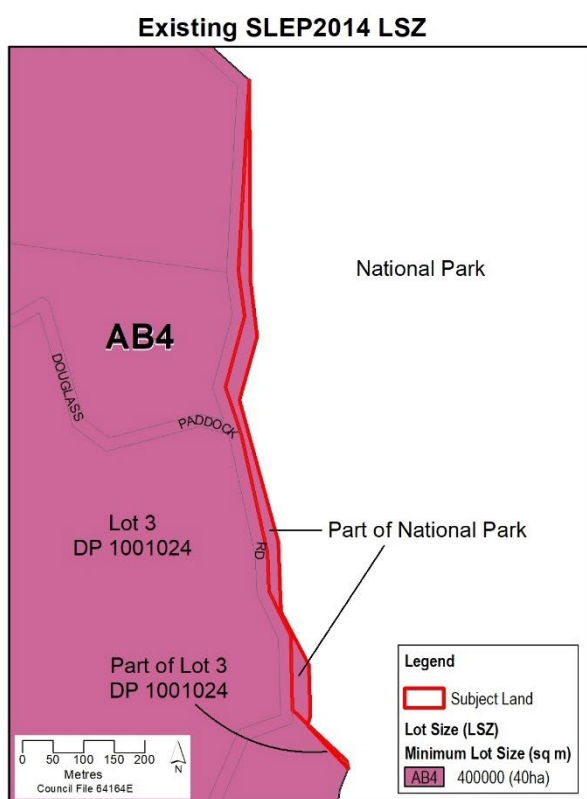 Existing SLEP2014 LSZ
National Park
AB4
DOUGLASS
PADDOCK
Lot 3
DP 1001024
RD
Part of National Park
Part of Lot 3
DP 1001024
Legend
Subject Land
Lot Size (LSZ)
Minimum Lot Size (sq m)
AB4 400000 (40ha)
0 50 100 150 200
Metres
Council File 64164E
N